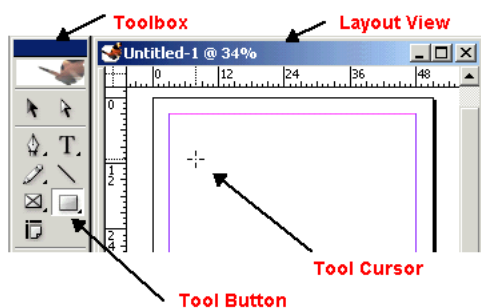 Toolbox
Layout View
Untitled-1 @ 34%
0 12 24 36 48
0
T
1
2
2
4
Tool Cursor
Tool Button